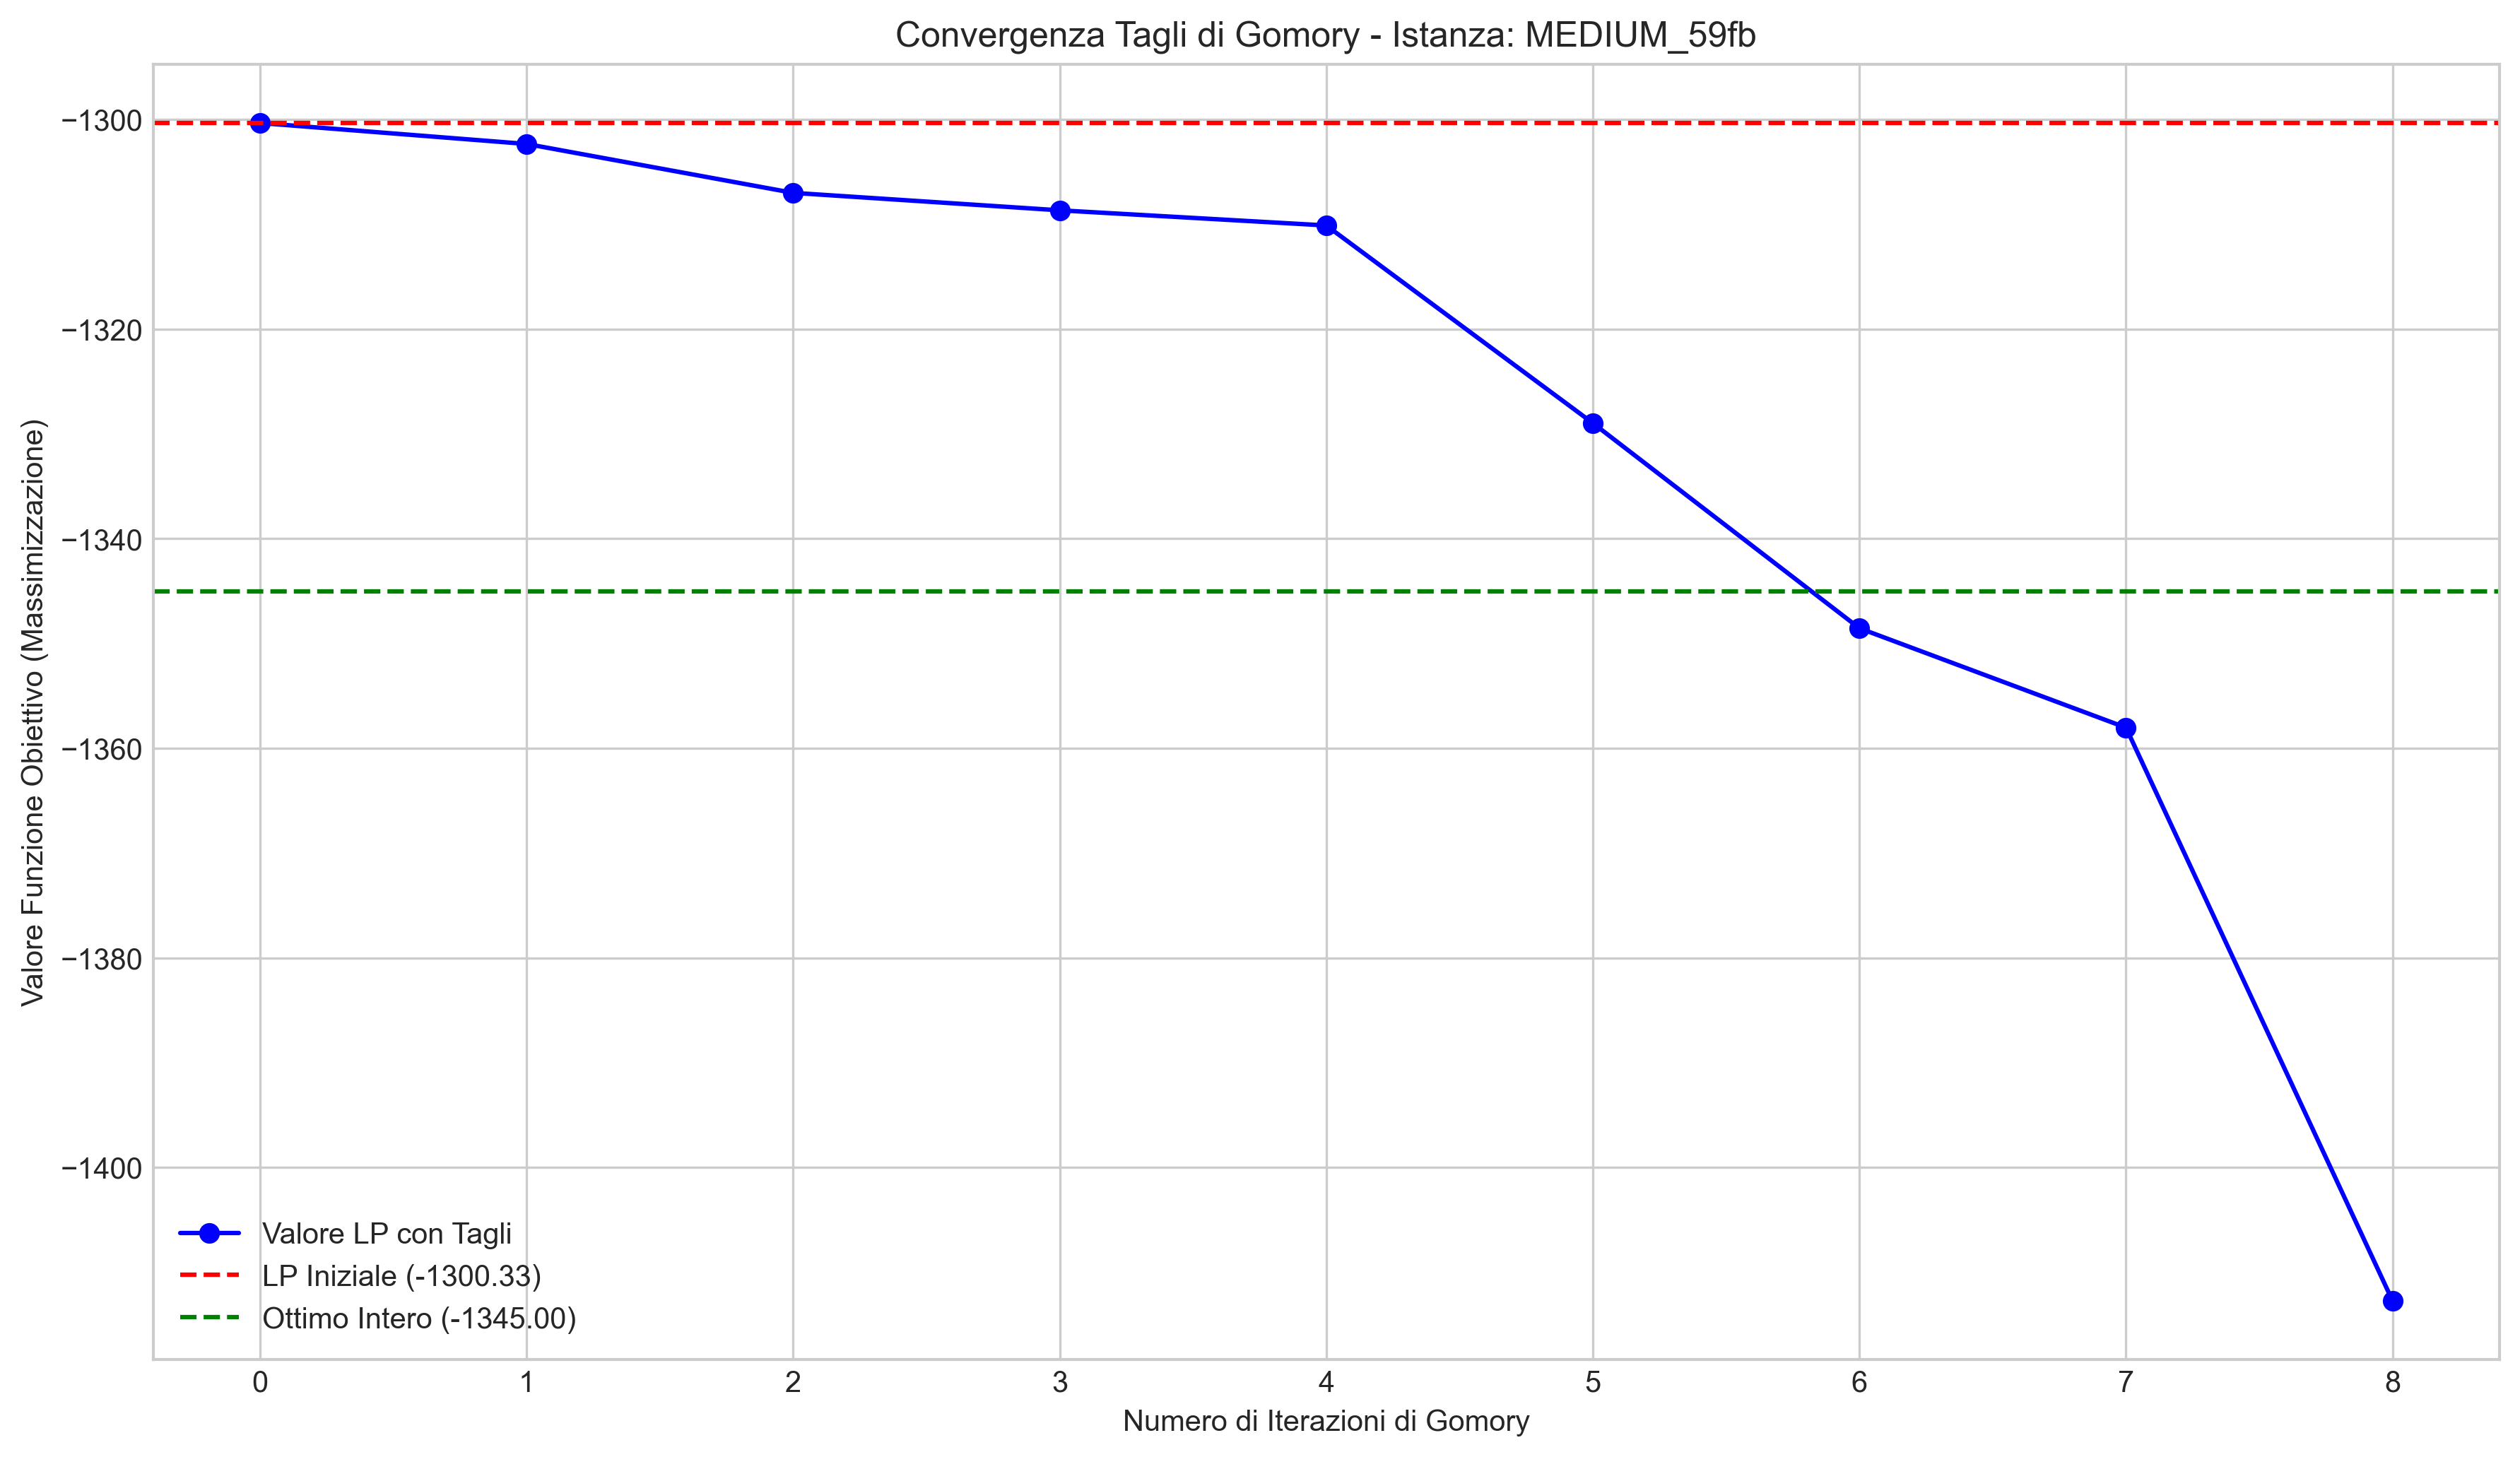 Convergenza Tagli di Gomory - Istanza: MEDIUM_59fb
Valore Funzione Obiettivo (Massimizzazione)
−1300
−1320
−1340
−1360
−1380
−1400
Valore LP con Tagli
LP Iniziale (-1300.33)
Ottimo Intero (-1345.00)
0 1 2 3 4 5 6 7 8
Numero di Iterazioni di Gomory